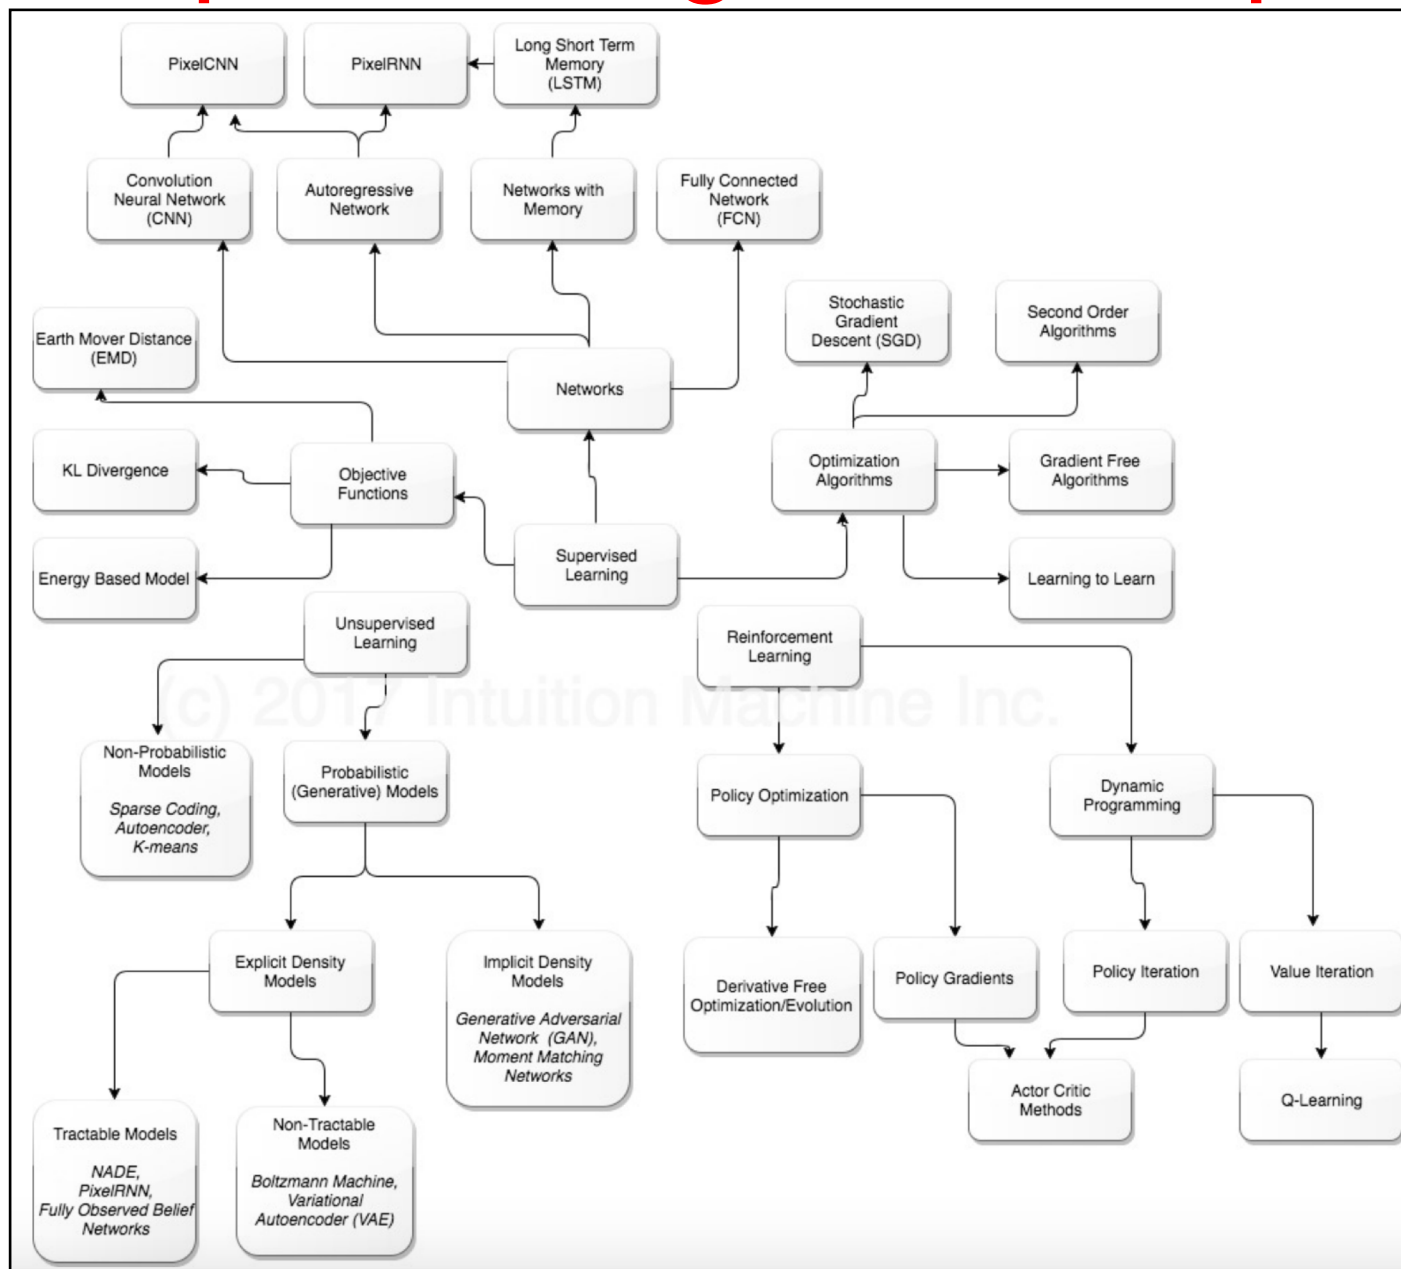 PixelCNN
PixelRNN
Long Short Term
Memory
(LSTM)
Convolution
Neural Network
(CNN)
Autoregressive
Network
Networks with
Memory
Fully Connected
Network
(FCN)
Stochastic
Gradient
Descent (SGD)
Second Order
Algorithms
Earth Mover Distance
(EMD)
Networks
KL Divergence
Objective
Functions
Optimization
Algorithms
Gradient Free
Algorithms
Energy Based Model
Supervised
Learning
Learning to Learn
Unsupervised
Learning
Reinforcement
Learning
(c) 2017 Intuition Machine Inc.
Non-Probabilistic
Models
Sparse Coding,
Autoencoder,
K-means
Probabilistic
(Generative) Models
Policy Optimization
Dynamic
Programming
Explicit Density
Models
Implicit Density
Models
Generative Adversarial
Network (GAN),
Moment Matching
Networks
Derivative Free
Optimization/Evolution
Policy Gradients
Policy Iteration
Value Iteration
Actor Critic
Methods
Q-Learning
Tractable Models
NADE,
PixelRNN,
Fully Observed Belief
Networks
Non-Tractable
Models
Boltzmann Machine,
Variational
Autoencoder (VAE)